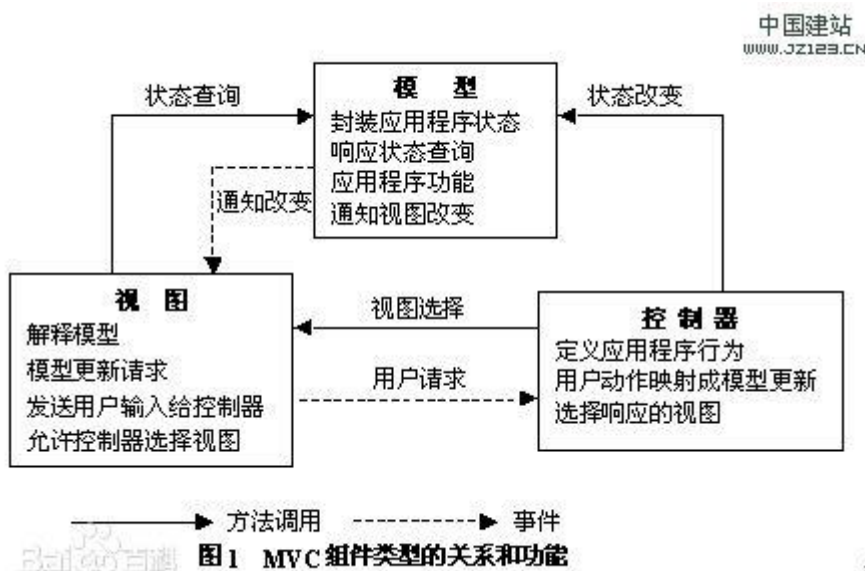 中国建站
WWW.JZ123.CN
状态查询
模 型
封装应用程序状态
响应状态查询
应用程序功能
通知视图改变
状态改变
通知改变
视 图
解释模型
模型更新请求
发送用户输入给控制器
允许控制器选择视图
视图选择
用户请求
控 制 器
定义应用程序行为
用户动作映射成模型更新
选择响应的视图
方法调用
事件
Bai 百科
图1 MVC组件类型的关系和功能